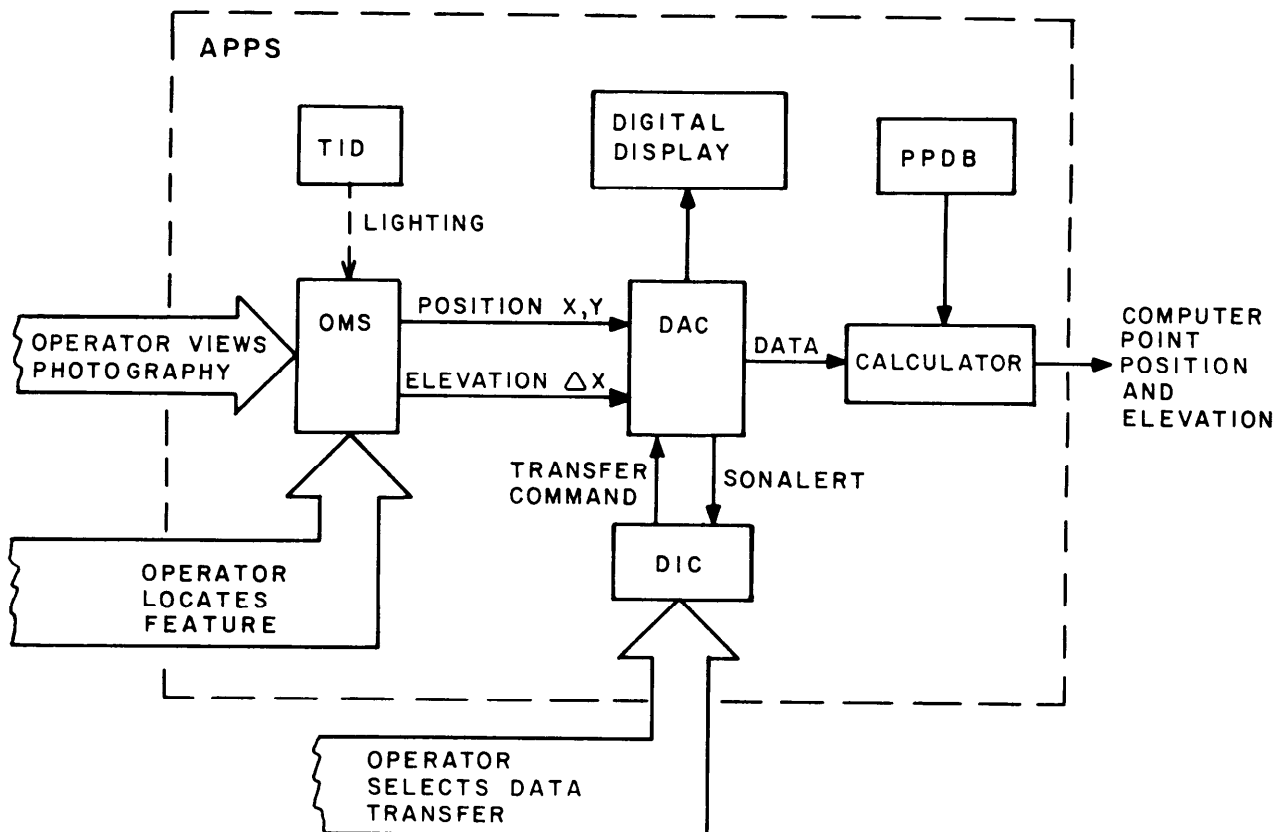 APPS
TID
DIGITAL
DISPLAY
PPDB
LIGHTING
OPERATOR VIEWS
PHOTOGRAPHY
OMS
POSITION X,Y
ELEVATION △X
DAC
DATA
CALCULATOR
COMPUTER
POINT
POSITION
AND
ELEVATION
TRANSFER
COMMAND
SONALERT
DIC
OPERATOR
LOCATES
FEATURE
OPERATOR
SELECTS DATA
TRANSFER